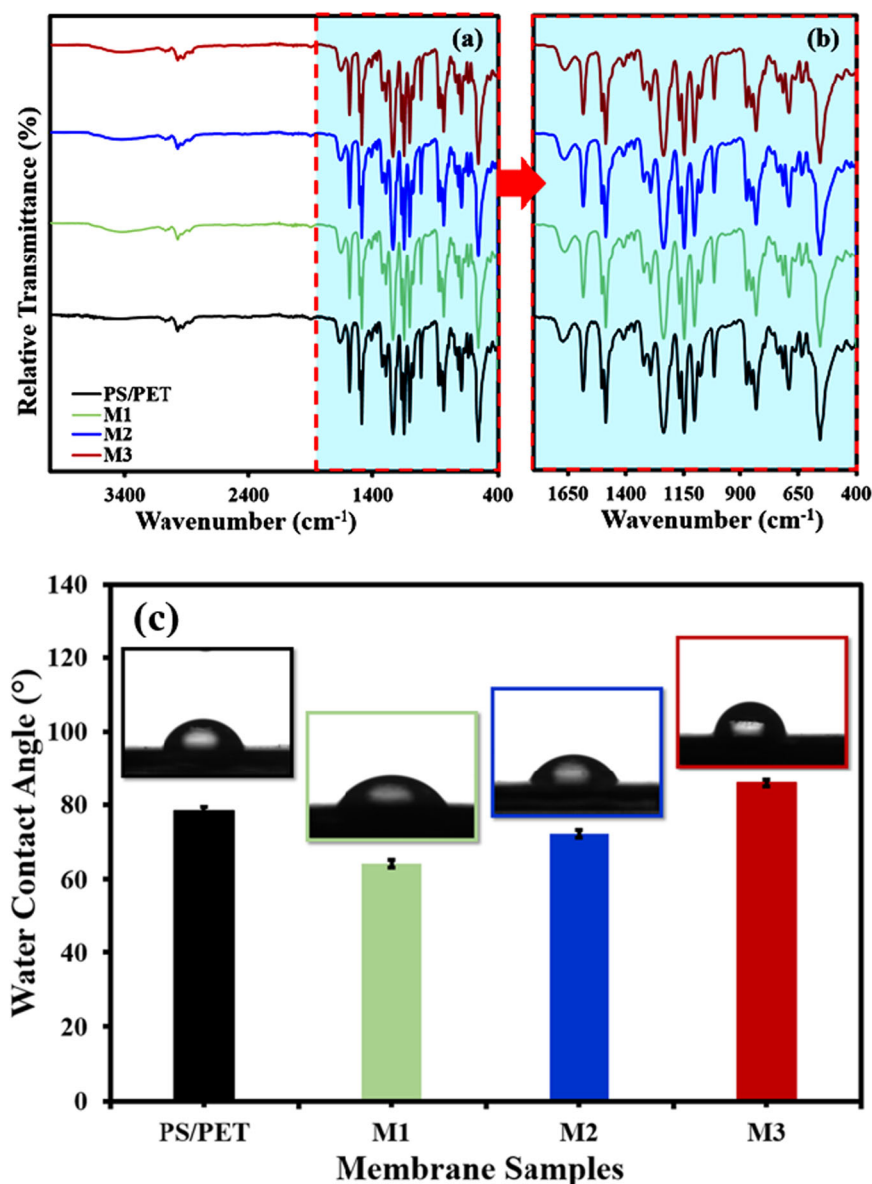 (a)
(b)
Relative Transmittance (%)
PS/PET
M1
M2
M3
3400 2400 1400 400
1650 1400 1150 900 650 400
Wavenumber (cm⁻¹)
Wavenumber (cm⁻¹)
(c)
Water Contact Angle (°)
140
120
100
80
60
40
20
0
PS/PET M1 M2 M3
Membrane Samples